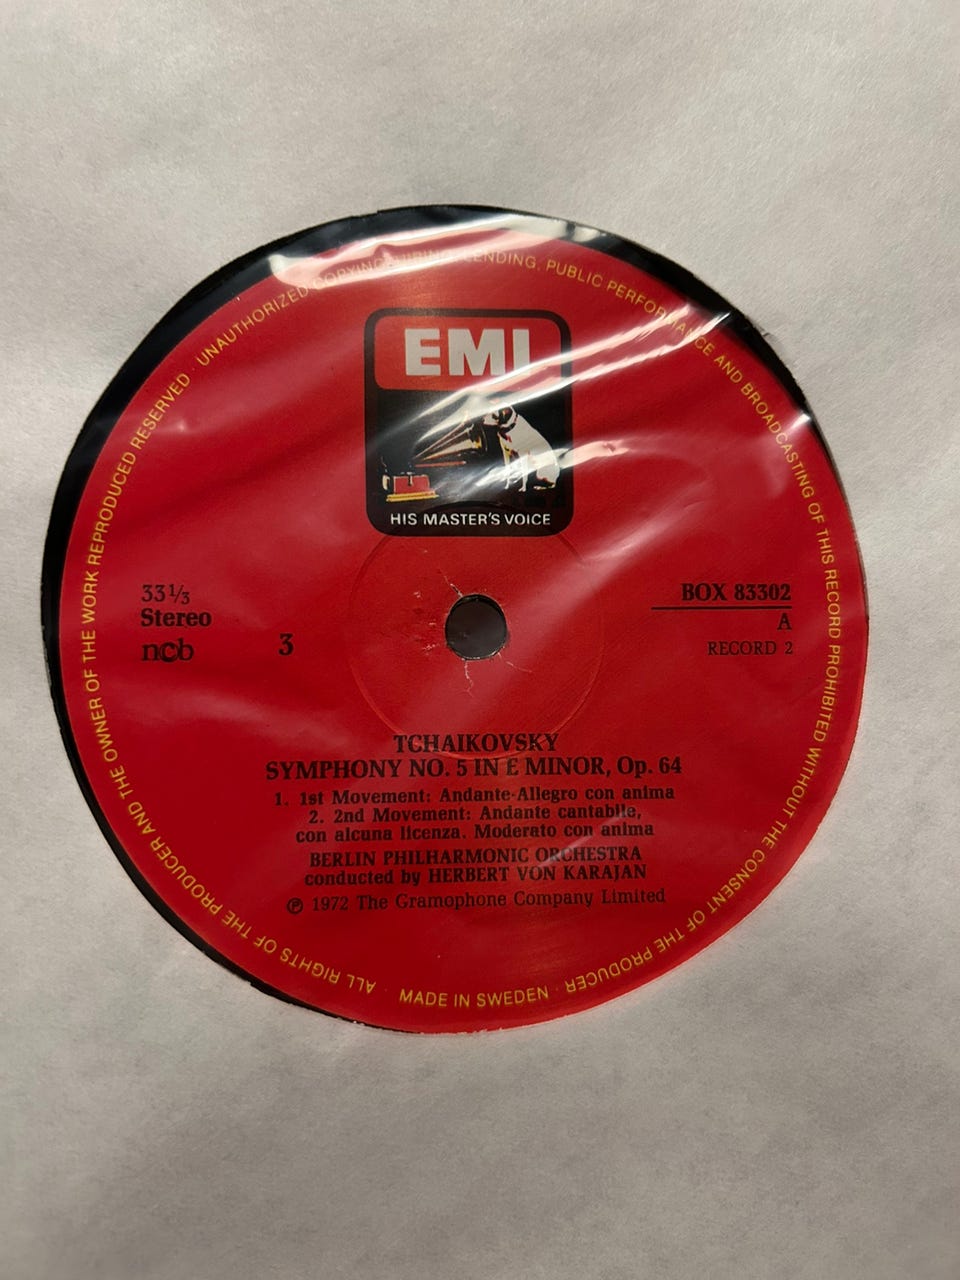 EMI
HIS MASTER'S VOICE
33 1/3
Stereo
ncb
3
BOX 83302
A
RECORD 2
TCHAIKOVSKY
SYMPHONY NO. 5 IN E MINOR, Op. 64
1. 1st Movement: Andante-Allegro con anima
2. 2nd Movement: Andante cantabile,
con alcuna licenza. Moderato con anima
BERLIN PHILHARMONIC ORCHESTRA
conducted by HERBERT VON KARAJAN
℗ 1972 The Gramophone Company Limited
ALL RIGHTS OF THE PRODUCER AND THE OWNER OF THE WORK REPRODUCED RESERVED · UNAUTHORIZED COPYING, HIRING, LENDING, PUBLIC PERFORMANCE AND BROADCASTING OF THIS RECORD PROHIBITED WITHOUT THE CONSENT OF THE PRODUCER · MADE IN SWEDEN ·